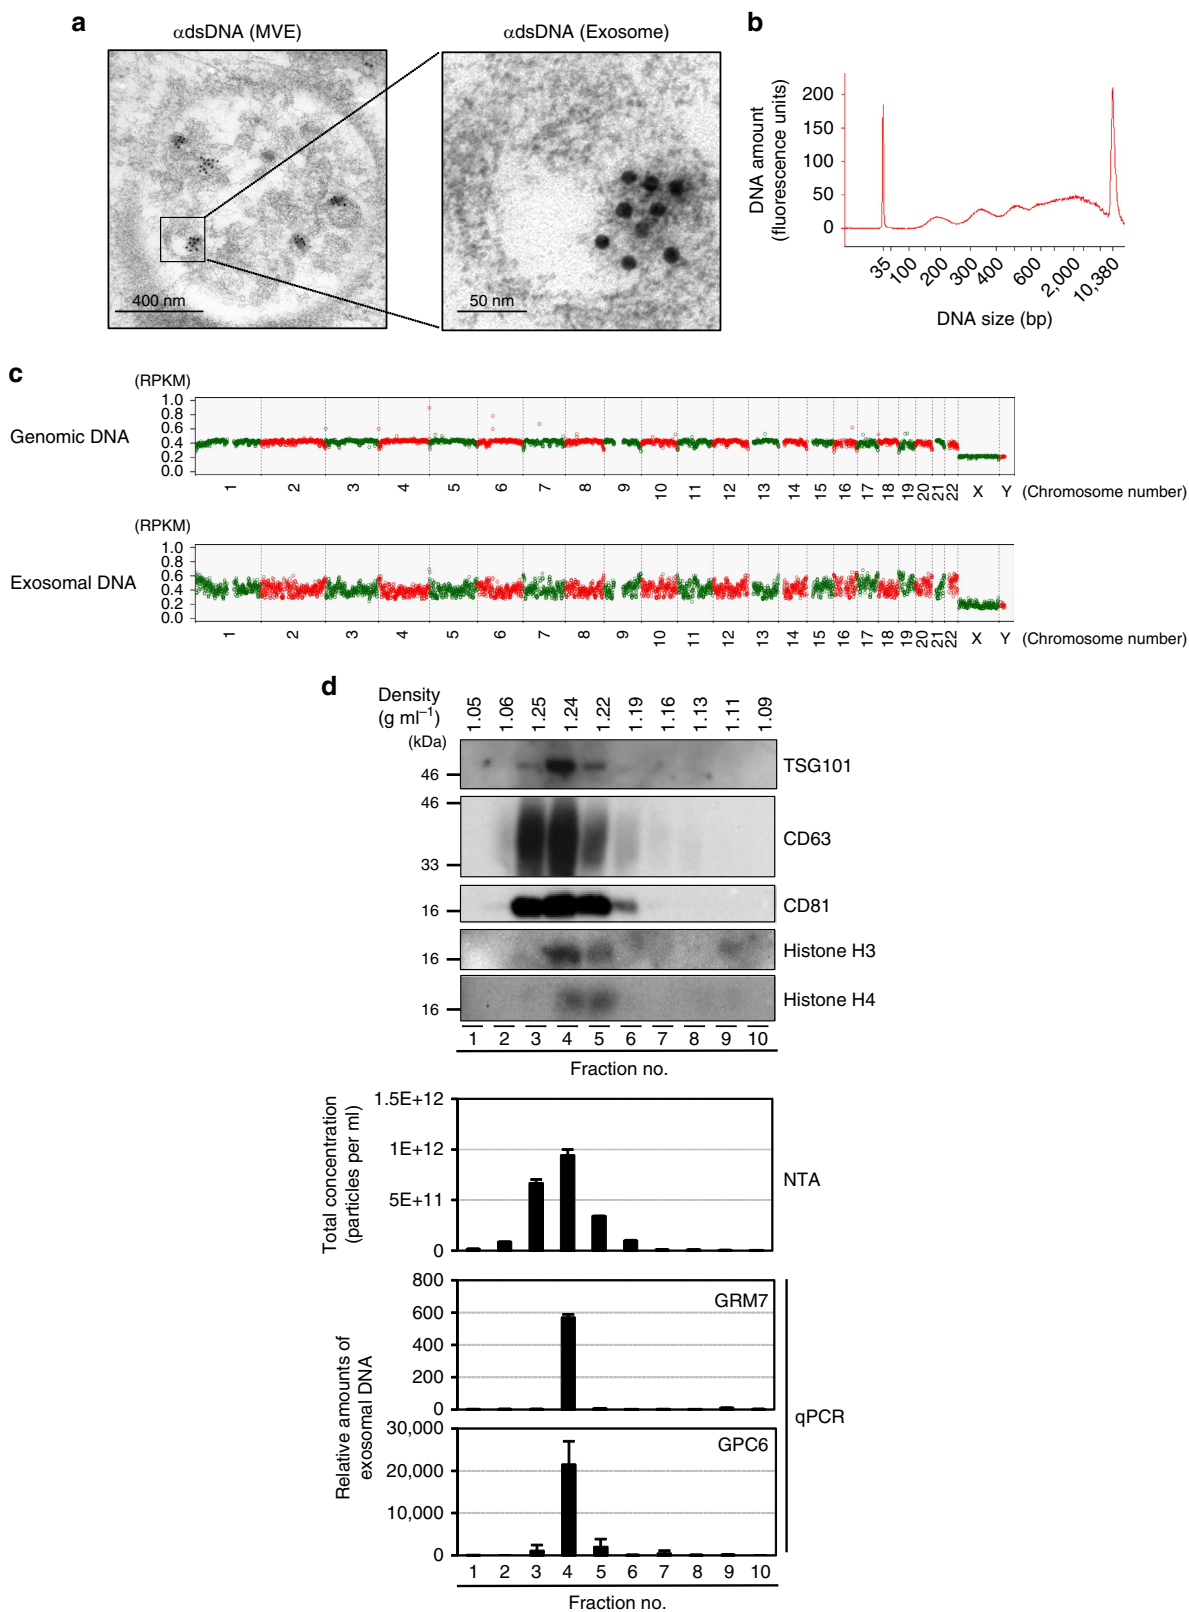 a
αdsDNA (MVE)
αdsDNA (Exosome)
400 nm
50 nm
b
DNA amount
(fluorescence units)
200
150
100
50
0
35
100
200
300
400
600
2,000
10,380
DNA size (bp)
c
(RPKM)
Genomic DNA
1.0
0.8
0.6
0.4
0.2
0.0
1 2 3 4 5 6 7 8 9 10 11 12 13 14 15 16 17 18 19 20 21 22 X Y (Chromosome number)
(RPKM)
Exosomal DNA
1.0
0.8
0.6
0.4
0.2
0.0
1 2 3 4 5 6 7 8 9 10 11 12 13 14 15 16 17 18 19 20 21 22 X Y (Chromosome number)
d
Density
(g ml⁻¹)
1.05 1.06 1.25 1.24 1.22 1.19 1.16 1.13 1.11 1.09
(kDa)
46
TSG101
46
33
CD63
16
CD81
16
Histone H3
16
Histone H4
1 2 3 4 5 6 7 8 9 10
Fraction no.
Total concentration
(particles per ml)
1.5E+12
1E+12
5E+11
0
NTA
Relative amounts of
exosomal DNA
800
600
400
200
0
GRM7
30,000
20,000
10,000
0
GPC6
qPCR
1 2 3 4 5 6 7 8 9 10
Fraction no.